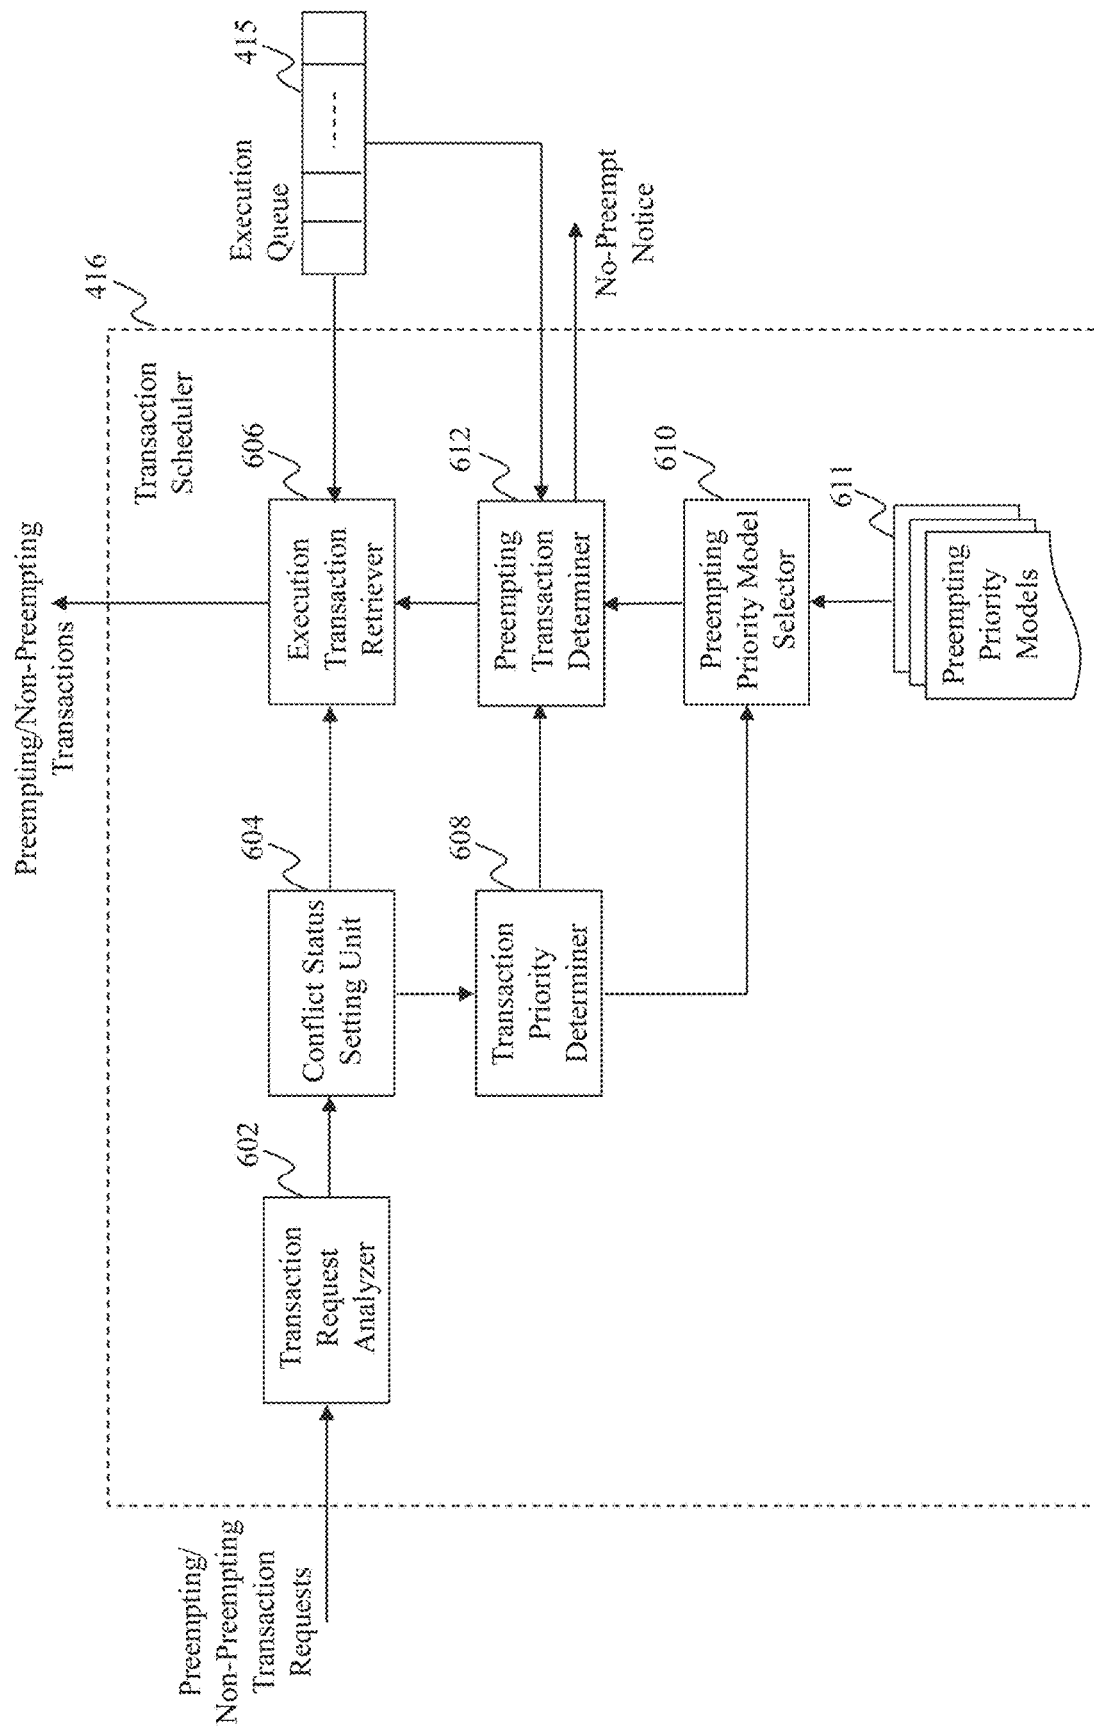 Preempting/
Non-Preempting
Transaction
Requests
602
Transaction
Request
Analyzer
604
Conflict Status
Setting Unit
608
Transaction
Priority
Determiner
Preempting/Non-Preempting
Transactions
Transaction
Scheduler
416
606
Execution
Transaction
Retriever
612
Preempting
Transaction
Determiner
610
Preempting
Priority Model
Selector
611
Preempting
Priority
Models
Execution
Queue
415
No-Preempt
Notice